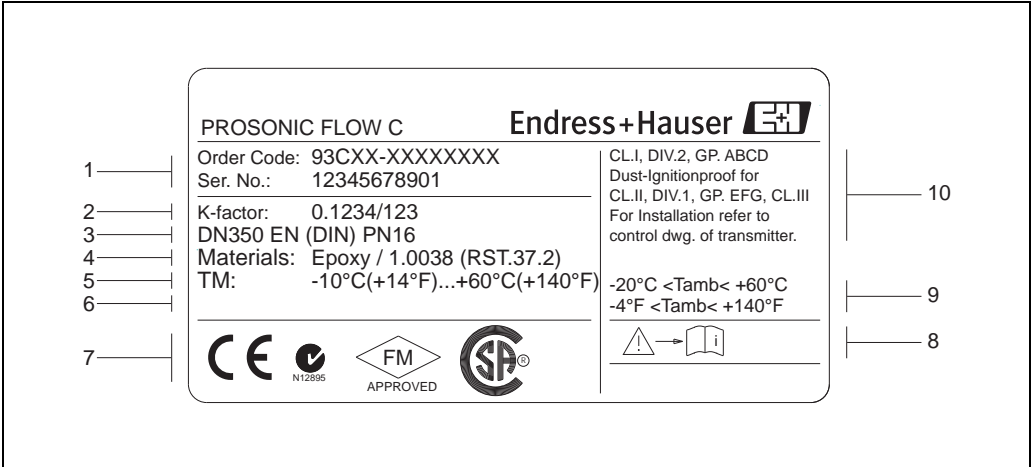 PROSONIC FLOW C
Endress+Hauser EH
1
Order Code: 93CXX-XXXXXXXX
Ser. No.: 12345678901
2
K-factor: 0.1234/123
3
DN350 EN (DIN) PN16
4
Materials: Epoxy / 1.0038 (RST.37.2)
5
TM: -10°C(+14°F)...+60°C(+140°F)
6
7
CE
N12895
FM
APPROVED
SA®
CL.I, DIV.2, GP. ABCD
Dust-Ignitionproof for
CL.II, DIV.1, GP. EFG, CL.III
For Installation refer to
control dwg. of transmitter.
10
-20°C <Tamb< +60°C
-4°F <Tamb< +140°F
9
i
8